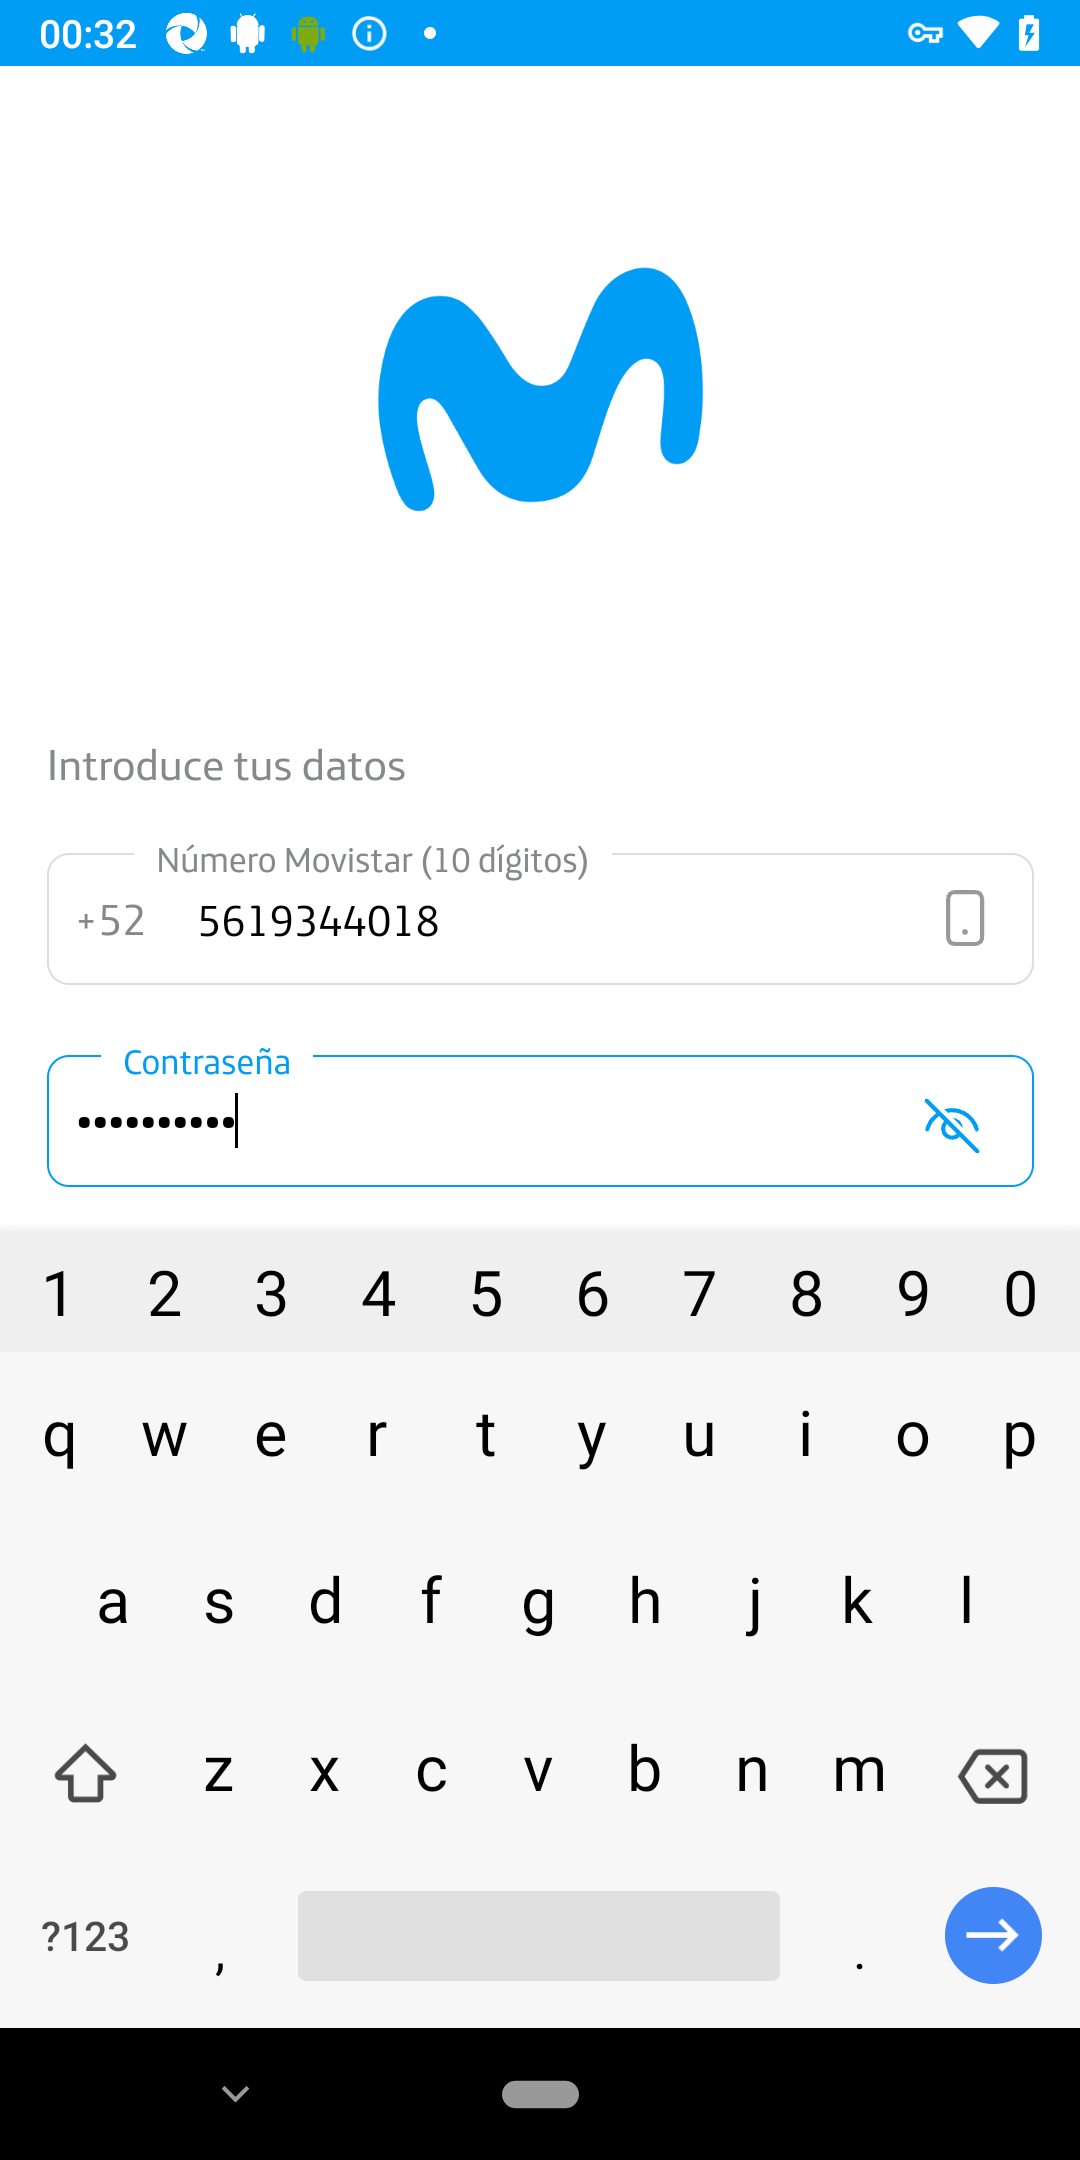 00:32
Introduce tus datos
Número Movistar (10 dígitos)
+52 5619344018
Contraseña
••••••••••
1 2 3 4 5 6 7 8 9 0
q w e r t y u i o p
a s d f g h j k l
z x c v b n m
?123 , .